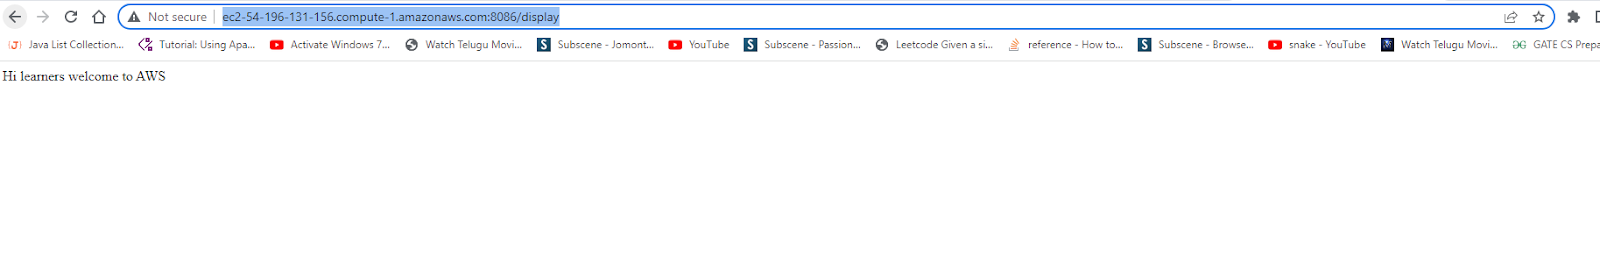 Not secure | ec2-54-196-131-156.compute-1.amazonaws.com:8086/display
Java List Collection... Tutorial: Using Apa... Activate Windows 7... Watch Telugu Movi... Subscene - Jomont... YouTube Subscene - Passion... Leetcode Given a si... reference - How to... Subscene - Browse... snake - YouTube Watch Telugu Movi... GATE CS Prepa
Hi learners welcome to AWS